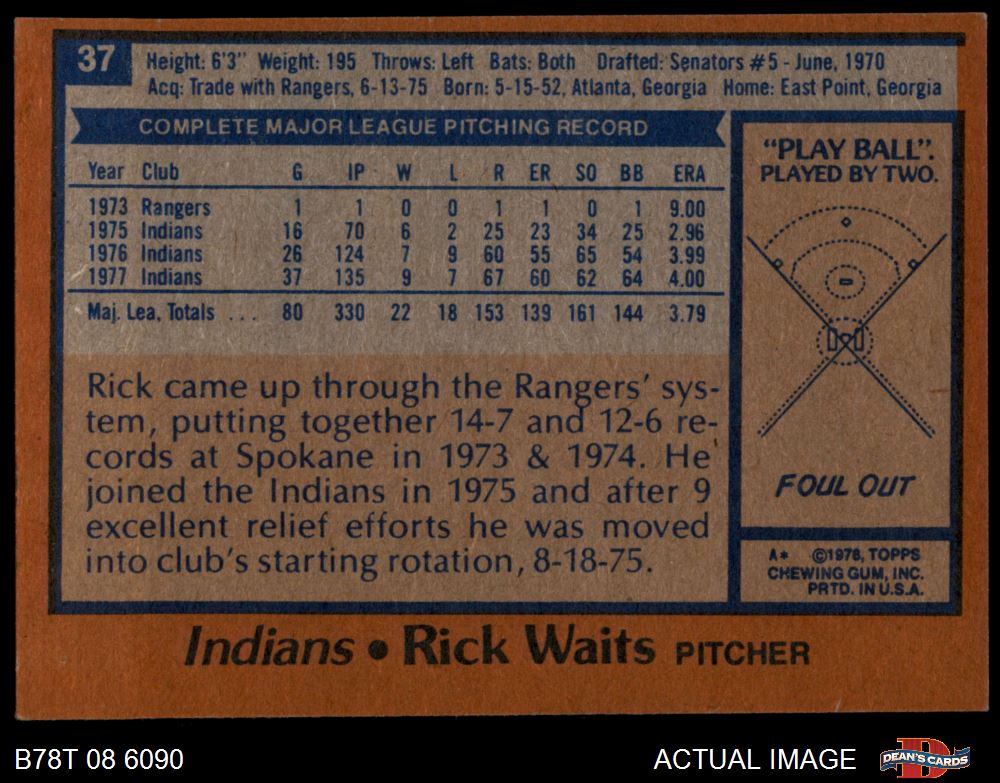 37
Height: 6'3" Weight: 195 Throws: Left Bats: Both Drafted: Senators #5 - June, 1970
Acq: Trade with Rangers, 6-13-75 Born: 5-15-52, Atlanta, Georgia Home: East Point, Georgia
COMPLETE MAJOR LEAGUE PITCHING RECORD
Year Club G IP W L R ER SO BB ERA
1973 Rangers 1 1 0 0 1 1 0 1 9.00
1975 Indians 16 70 6 2 25 23 34 25 2.96
1976 Indians 26 124 7 9 60 55 65 54 3.99
1977 Indians 37 135 9 7 67 60 62 64 4.00
Maj. Lea. Totals ... 80 330 22 18 153 139 161 144 3.79
Rick came up through the Rangers' sys-
tem, putting together 14-7 and 12-6 re-
cords at Spokane in 1973 & 1974. He
joined the Indians in 1975 and after 9
excellent relief efforts he was moved
into club's starting rotation, 8-18-75.
"PLAY BALL".
PLAYED BY TWO.
FOUL OUT
A* ©1978, TOPPS
CHEWING GUM, INC.
PRTD. IN U.S.A.
Indians • Rick Waits PITCHER
B78T 08 6090
ACTUAL IMAGE
D
DEAN'S CARDS